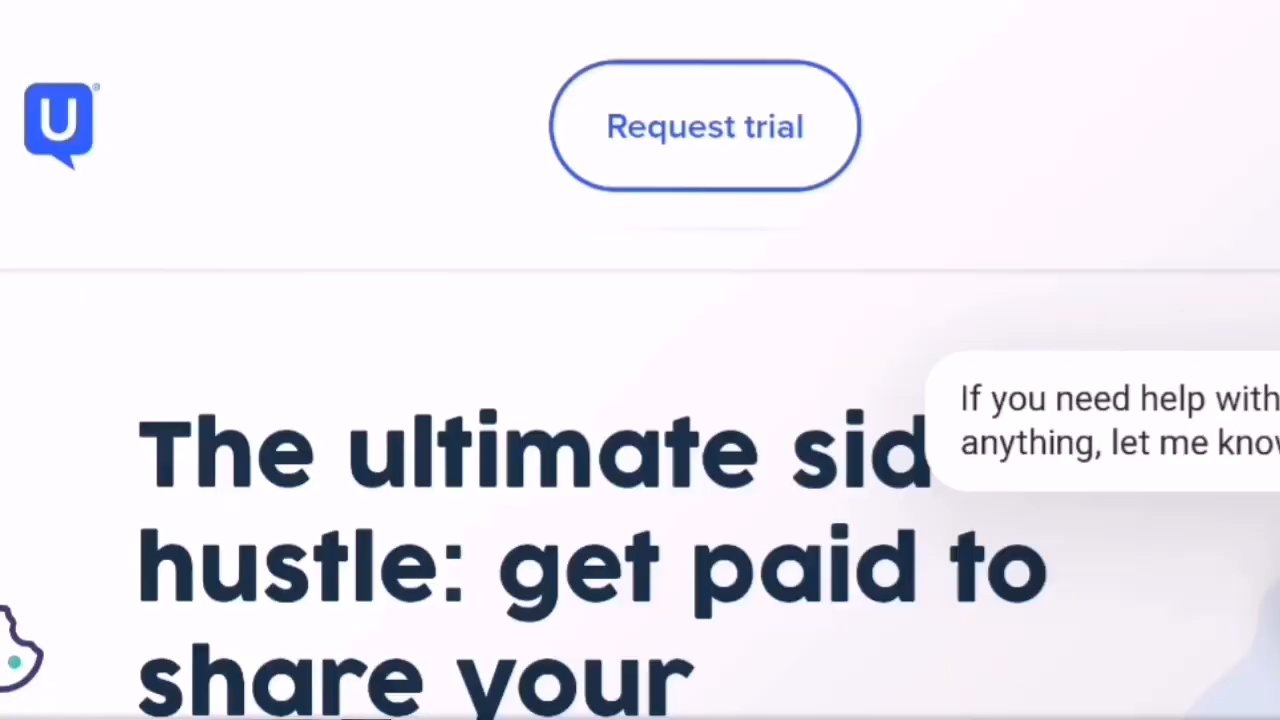 U®
Request trial
If you need help with
anything, let me know
The ultimate sid
hustle: get paid to
share your